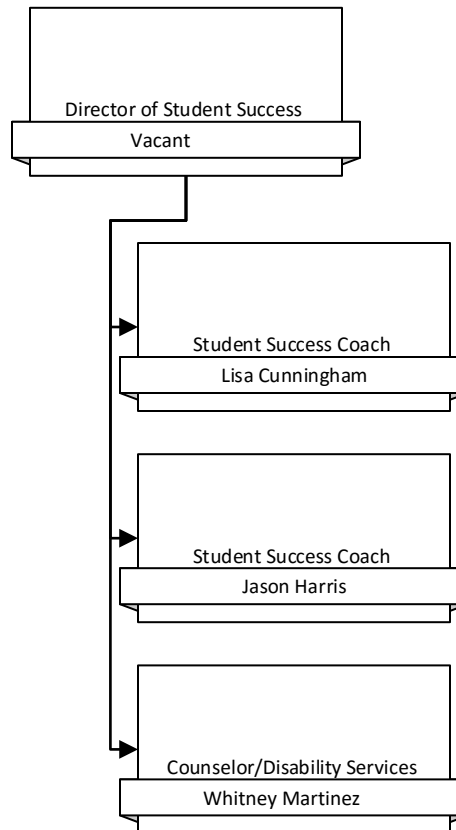 Director of Student Success
Vacant
Student Success Coach
Lisa Cunningham
Student Success Coach
Jason Harris
Counselor/Disability Services
Whitney Martinez